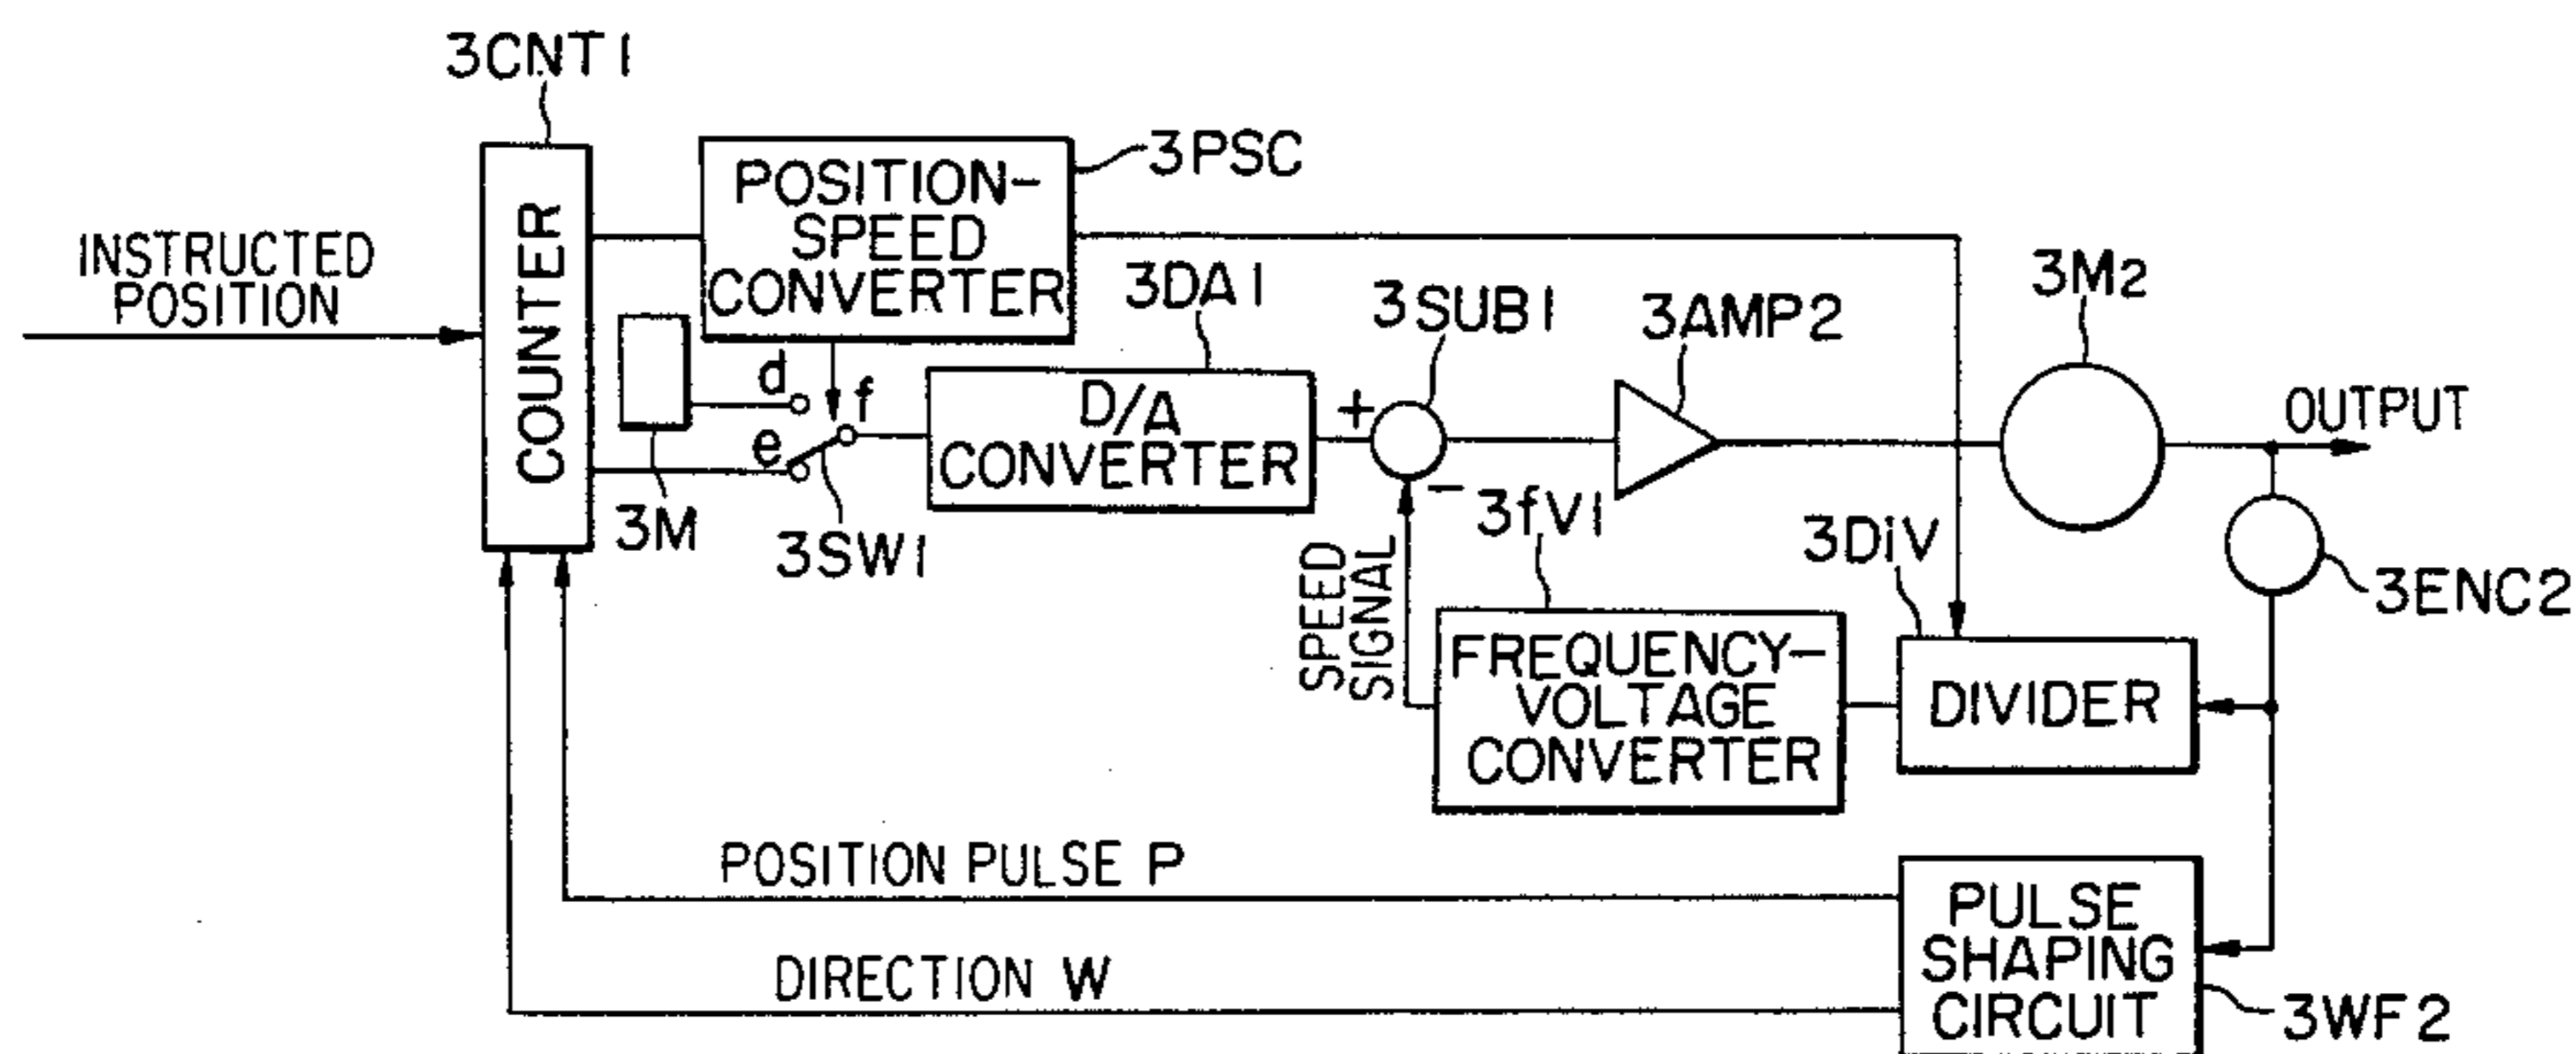 3CNT1
3PSC
POSITION-
SPEED
CONVERTER
INSTRUCTED
POSITION
COUNTER
3DA1
3SUB1
3AMP2
3M2
d
f
e
D/A
CONVERTER
+
-
OUTPUT
3M
3SW1
SPEED
SIGNAL
3fV1
3DiV
3ENC2
FREQUENCY-
VOLTAGE
CONVERTER
DIVIDER
POSITION PULSE P
DIRECTION W
PULSE
SHAPING
CIRCUIT
3WF2